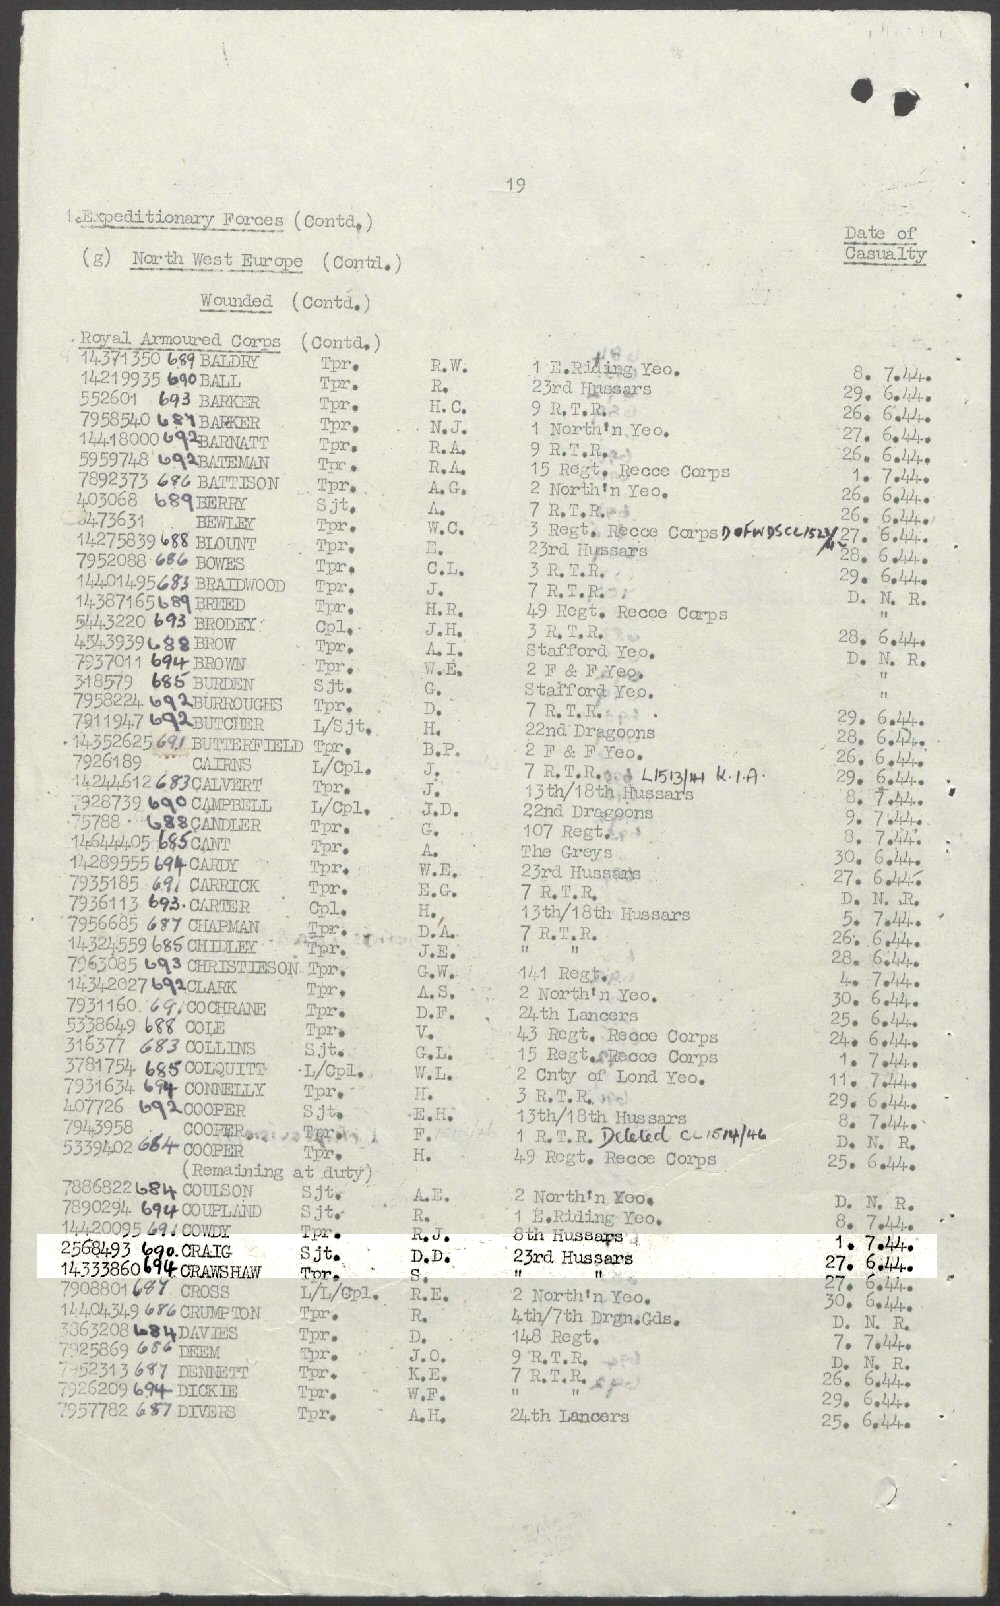 19
1. Expeditionary Forces (Contd.)
Date of
Casualty
(g) North West Europe (Contd.)
Wounded (Contd.)
Royal Armoured Corps (Contd.)
14371350 689 BALDRY Tpr. R.W. 1 E.Riding Yeo. 8. 7.44.
14219935 690 BALL Tpr. R. 23rd Hussars 29. 6.44.
552601 693 BARKER Tpr. H.C. 9 R.T.R. 26. 6.44.
7958540 687 BARKER Tpr. N.J. 1 North'n Yeo. 27. 6.44.
14418000 692 BARNATT Tpr. R.A. 9 R.T.R. 26. 6.44.
5959748 692 BATEMAN Tpr. R.A. 15 Regt. Recce Corps 1. 7.44.
7892373 686 BATTISON Tpr. A.G. 2 North'n Yeo. 26. 6.44.
403068 689 BERRY Sjt. A. 7 R.T.R. 26. 6.44.
473631 BEWLEY Tpr. W.C. 3 Regt. Recce Corps D OF WDS CL 1523/ 27. 6.44.
14275839 688 BLOUNT Tpr. E. 23rd Hussars 28. 6.44.
7952088 686 BOWES Tpr. C.L. 3 R.T.R. 29. 6.44.
14401495 683 BRAIDWOOD Tpr. J. 7 R.T.R. D. N. R.
14387165 689 BREED Tpr. H.R. 49 Regt. Recce Corps "
5443220 693 BRODEY Cpl. J.H. 3 R.T.R. 28. 6.44.
4543939 688 BROW Tpr. A.I. Stafford Yeo. D. N. R.
7937011 694 BROWN Tpr. W.E. 2 F & F Yeo. "
318579 685 BURDEN Sjt. G. Stafford Yeo. "
7958224 692 BURROUGHS Tpr. D. 7 R.T.R. 29. 6.44.
7911947 692 BUTCHER L/Sjt. H. 22nd Dragoons 28. 6.44.
14352625 691 BUTTERFIELD Tpr. B.P. 2 F & F Yeo. 26. 6.44.
7926189 CAIRNS L/Cpl. J. 7 R.T.R. L1513/44 K.I.A. 29. 6.44.
14244612 683 CALVERT Tpr. J. 13th/18th Hussars 8. 7.44.
7928739 690 CAMPBELL L/Cpl. J.D. 22nd Dragoons 9. 7.44.
75788 688 CANDLER Tpr. G. 107 Regt. 8. 7.44.
14644405 685 CANT Tpr. A. The Greys 30. 6.44.
14289555 694 CARDY Tpr. W.E. 23rd Hussars 27. 6.44.
7935185 691 CARRICK Tpr. E.G. 7 R.T.R. D. N. R.
7936113 693 CARTER Cpl. H. 13th/18th Hussars 5. 7.44.
7956685 687 CHAPMAN Tpr. D.A. 7 R.T.R. 26. 6.44.
14324559 685 CHIDLEY Tpr. J.E. " " 28. 6.44.
7963085 693 CHRISTIESON Tpr. G.W. 141 Regt. 4. 7.44.
14342027 692 CLARK Tpr. A.S. 2 North'n Yeo. 30. 6.44.
7931160 691 COCHRANE Tpr. D.F. 24th Lancers 25. 6.44.
5338649 688 COLE Tpr. V. 43 Regt. Recce Corps 24. 6.44.
316377 683 COLLINS Sjt. G.L. 15 Regt. Recce Corps 1. 7.44.
3781754 685 COLQUITT L/Cpl. W.L. 2 Cnty of Lond Yeo. 11. 7.44.
7931634 694 CONNELLY Tpr. H. 3 R.T.R. 29. 6.44.
407726 692 COOPER Sjt. E.H. 13th/18th Hussars 8. 7.44.
7943958 COOPER Tpr. F. 1 R.T.R. Deleted CL 1514/46 D. N. R.
5339402 684 COOPER Tpr. H. 49 Regt. Recce Corps 25. 6.44.
(Remaining at duty)
7886822 684 COULSON Sjt. A.E. 2 North'n Yeo. D. N. R.
7890294 694 COUPLAND Sjt. R. 1 E.Riding Yeo. 8. 7.44.
14420095 691 COWDY Tpr. R.J. 8th Hussars 1. 7.44.
2568493 690 CRAIG Sjt. D.D. 23rd Hussars 27. 6.44.
14333860 694 CRAWSHAW Tpr. S. " " 27. 6.44.
7908801 687 CROSS L/L/Cpl. R.E. 2 North'n Yeo. 30. 6.44.
14404349 686 CRUMPTON Tpr. R. 4th/7th Drgn.Gds. D. N. R.
3863208 684 DAVIES Tpr. D. 148 Regt. 7. 7.44.
7925869 686 DEEM Tpr. J.O. 9 R.T.R. D. N. R.
7952313 687 DENNETT Tpr. K.E. 7 R.T.R. 26. 6.44.
7926209 694 DICKIE Tpr. W.F. " " 29. 6.44.
7957782 687 DIVERS Tpr. A.H. 24th Lancers 25. 6.44.